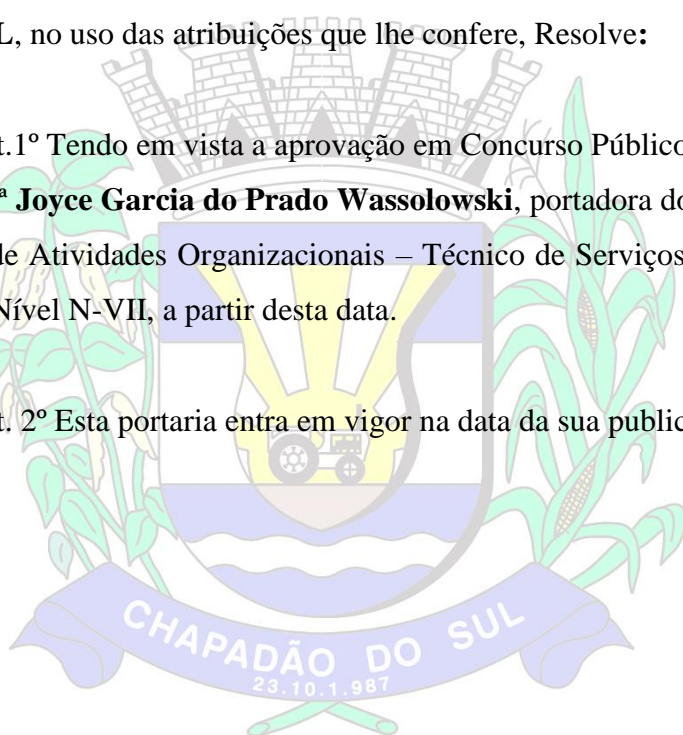 L, no uso das atribuições que lhe confere, Resolve:
t.1º Tendo em vista a aprovação em Concurso Público
ª Joyce Garcia do Prado Wassolowski, portadora do
de Atividades Organizacionais – Técnico de Serviços
Nível N-VII, a partir desta data.
t. 2º Esta portaria entra em vigor na data da sua public
CHAPADÃO DO SUL
23.10.1.987